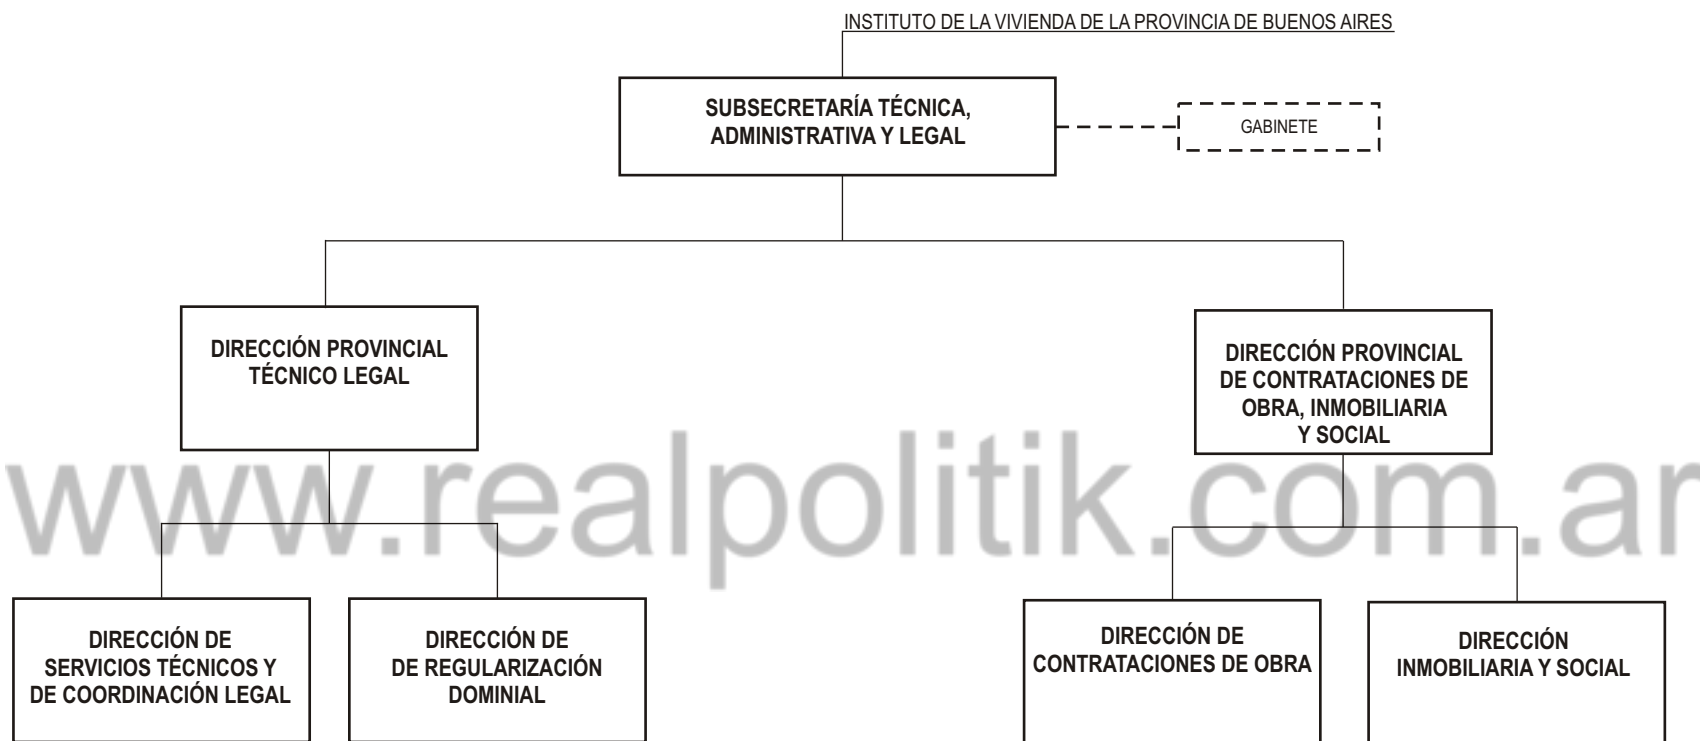 INSTITUTO DE LA VIVIENDA DE LA PROVINCIA DE BUENOS AIRES
SUBSECRETARÍA TÉCNICA,
ADMINISTRATIVA Y LEGAL
GABINETE
DIRECCIÓN PROVINCIAL
TÉCNICO LEGAL
DIRECCIÓN PROVINCIAL
DE CONTRATACIONES DE
OBRA, INMOBILIARIA
Y SOCIAL
www.realpolitik.com.ar
DIRECCIÓN DE
SERVICIOS TÉCNICOS Y
DE COORDINACIÓN LEGAL
DIRECCIÓN DE
DE REGULARIZACIÓN
DOMINIAL
DIRECCIÓN DE
CONTRATACIONES DE OBRA
DIRECCIÓN
INMOBILIARIA Y SOCIAL